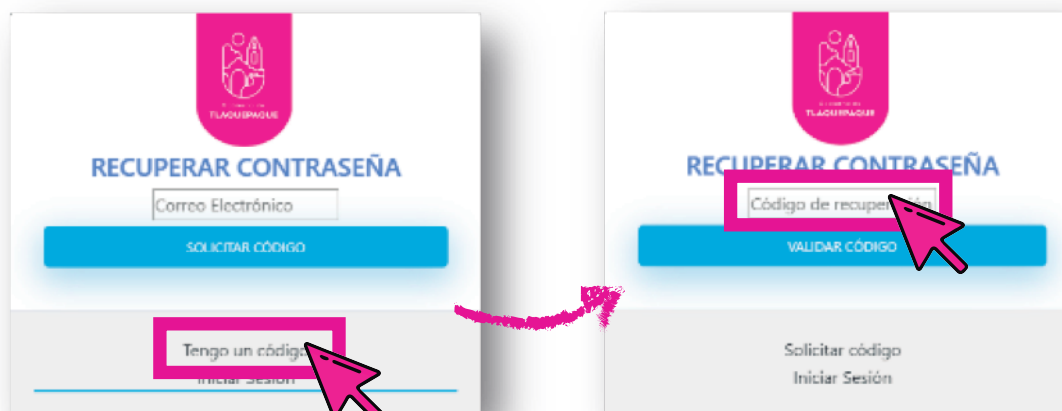 TLAQUEPAQUE
RECUPERAR CONTRASEÑA
Correo Electrónico
SOLICITAR CÓDIGO
Tengo un código
Iniciar Sesión
TLAQUEPAQUE
RECUPERAR CONTRASEÑA
Código de recuperación
VALIDAR CÓDIGO
Solicitar código
Iniciar Sesión